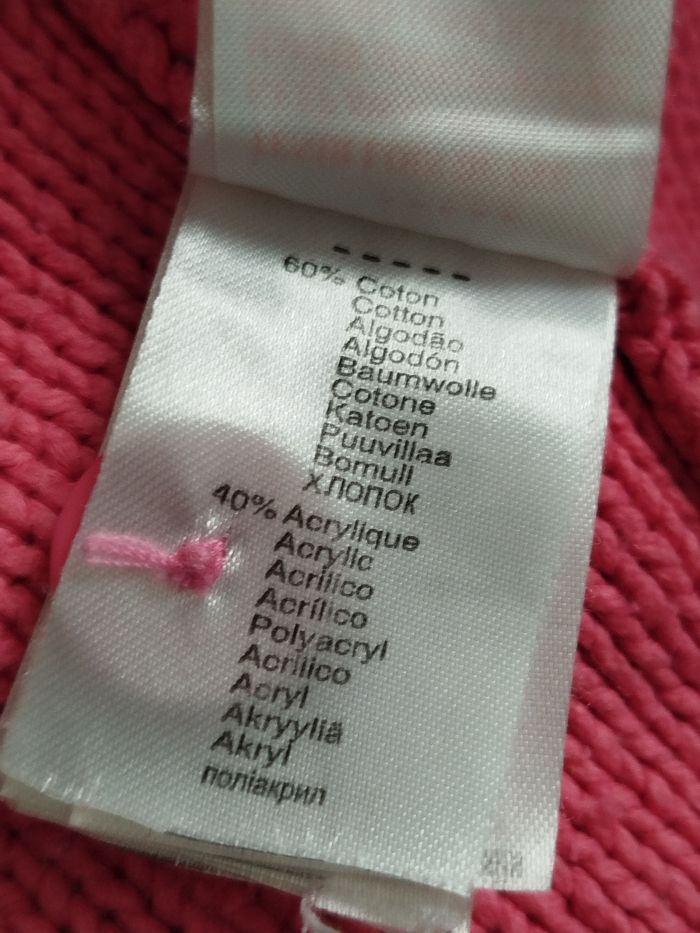 - - - - -
60% Coton
Cotton
Algodão
Algodón
Baumwolle
Cotone
Katoen
Puuvillaa
Bomull
ХЛОПОК
40% Acrylique
Acrylic
Acrílico
Acrílico
Polyacryl
Acrilico
Acryl
Akryyliä
Akryl
поліакрил